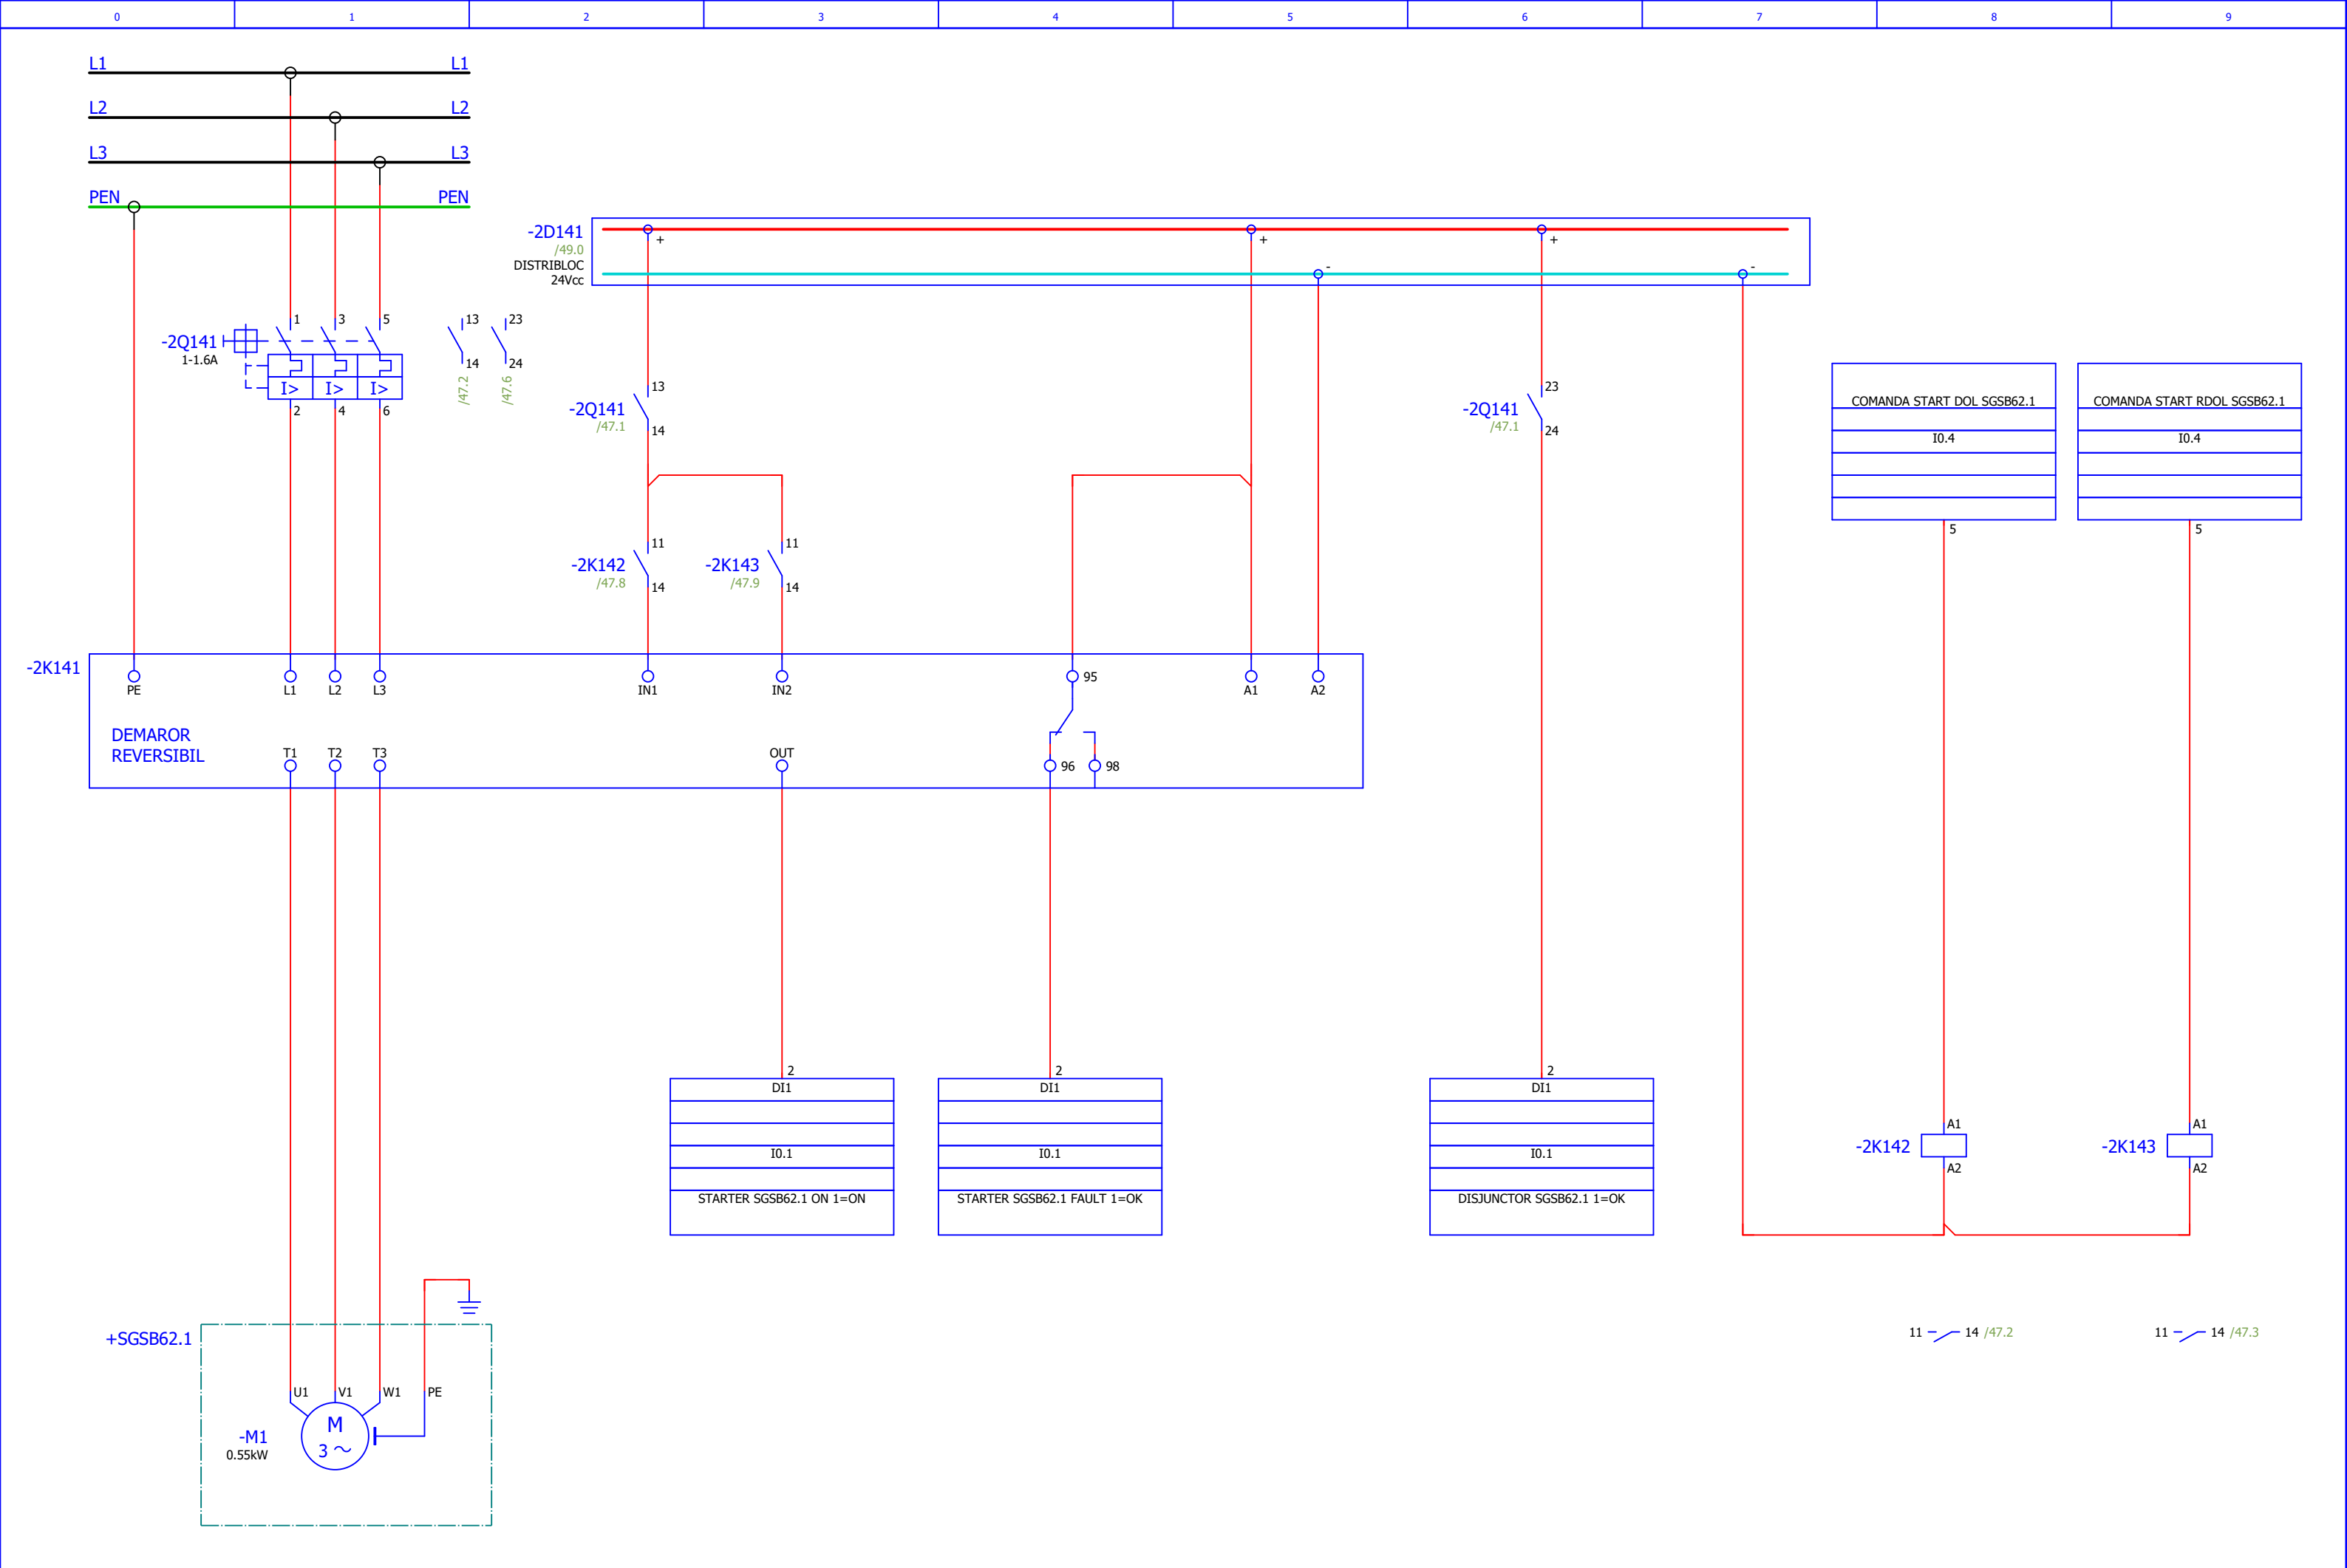 0 1 2 3 4 5 6 7 8 9
L1 L1
L2 L2
L3 L3
PEN PEN
-2D141
/49.0
DISTRIBLOC
24Vcc
+ + +
- -
-2Q141
1-1.6A
1 3 5
I> I> I>
2 4 6
13 23
14 24
/47.2 /47.6
13
-2Q141
/47.1
14
23
-2Q141
/47.1
24
COMANDA START DOL SGSB62.1
I0.4
5
COMANDA START RDOL SGSB62.1
I0.4
5
11
-2K142
/47.8
14
11
-2K143
/47.9
14
-2K141
PE L1 L2 L3 IN1 IN2 95 A1 A2
DEMAROR
REVERSIBIL
T1 T2 T3 OUT 96 98
2
DI1
I0.1
STARTER SGSB62.1 ON 1=ON
2
DI1
I0.1
STARTER SGSB62.1 FAULT 1=OK
2
DI1
I0.1
DISJUNCTOR SGSB62.1 1=OK
A1
-2K142
A2
A1
-2K143
A2
11 14 /47.2
11 14 /47.3
+SGSB62.1
U1 V1 W1 PE
-M1
0.55kW
M
3 ~